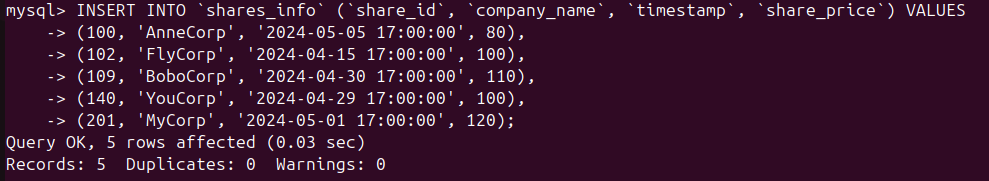 mysql> INSERT INTO `shares_info` (`share_id`, `company_name`, `timestamp`, `share_price`) VALUES
    -> (100, 'AnneCorp', '2024-05-05 17:00:00', 80),
    -> (102, 'FlyCorp', '2024-04-15 17:00:00', 100),
    -> (109, 'BoboCorp', '2024-04-30 17:00:00', 110),
    -> (140, 'YouCorp', '2024-04-29 17:00:00', 100),
    -> (201, 'MyCorp', '2024-05-01 17:00:00', 120);
Query OK, 5 rows affected (0.03 sec)
Records: 5  Duplicates: 0  Warnings: 0